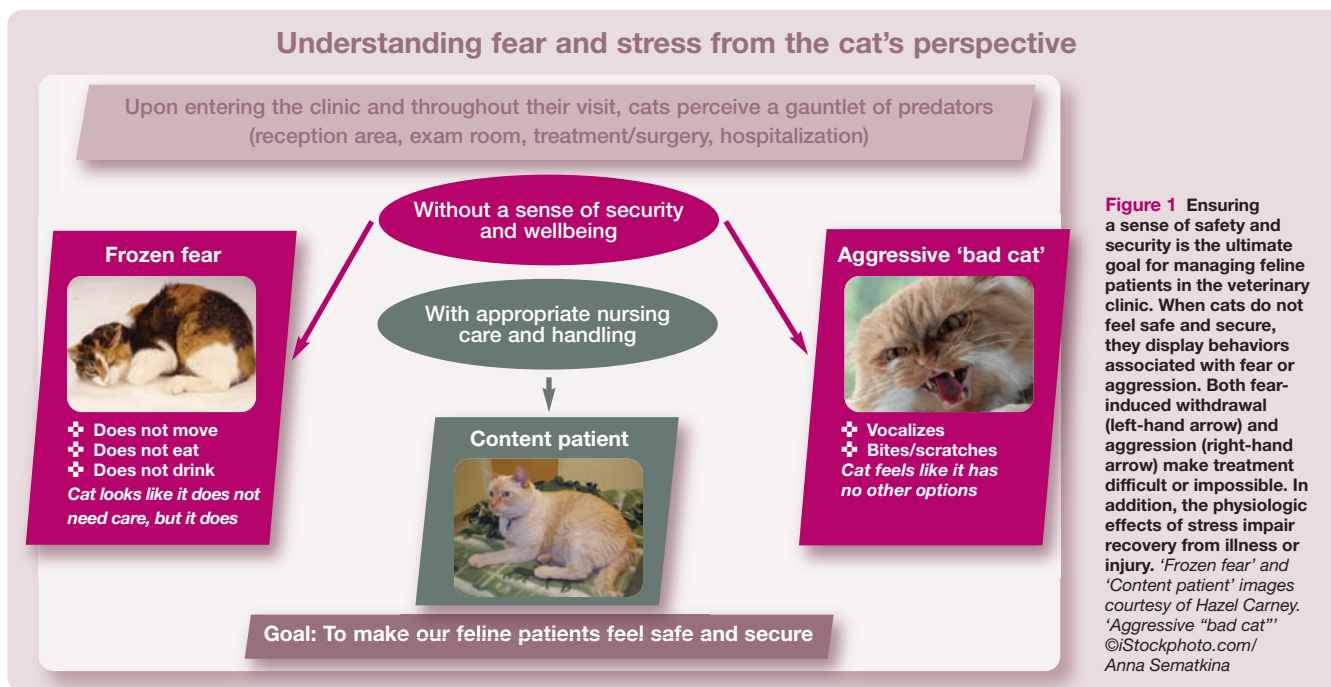 Understanding fear and stress from the cat’s perspective
Upon entering the clinic and throughout their visit, cats perceive a gauntlet of predators
(reception area, exam room, treatment/surgery, hospitalization)
Without a sense of security
and wellbeing
Frozen fear
Does not move
Does not eat
Does not drink
Cat looks like it does not
need care, but it does
With appropriate nursing
care and handling
Content patient
Aggressive ‘bad cat’
Vocalizes
Bites/scratches
Cat feels like it has
no other options
Goal: To make our feline patients feel safe and secure
Figure 1 Ensuring
a sense of safety and
security is the ultimate
goal for managing feline
patients in the veterinary
clinic. When cats do not
feel safe and secure,
they display behaviors
associated with fear or
aggression. Both fear-
induced withdrawal
(left-hand arrow) and
aggression (right-hand
arrow) make treatment
difficult or impossible. In
addition, the physiologic
effects of stress impair
recovery from illness or
injury. ‘Frozen fear’ and
‘Content patient’ images
courtesy of Hazel Carney.
‘Aggressive “bad cat”’
©iStockphoto.com/
Anna Sematkina